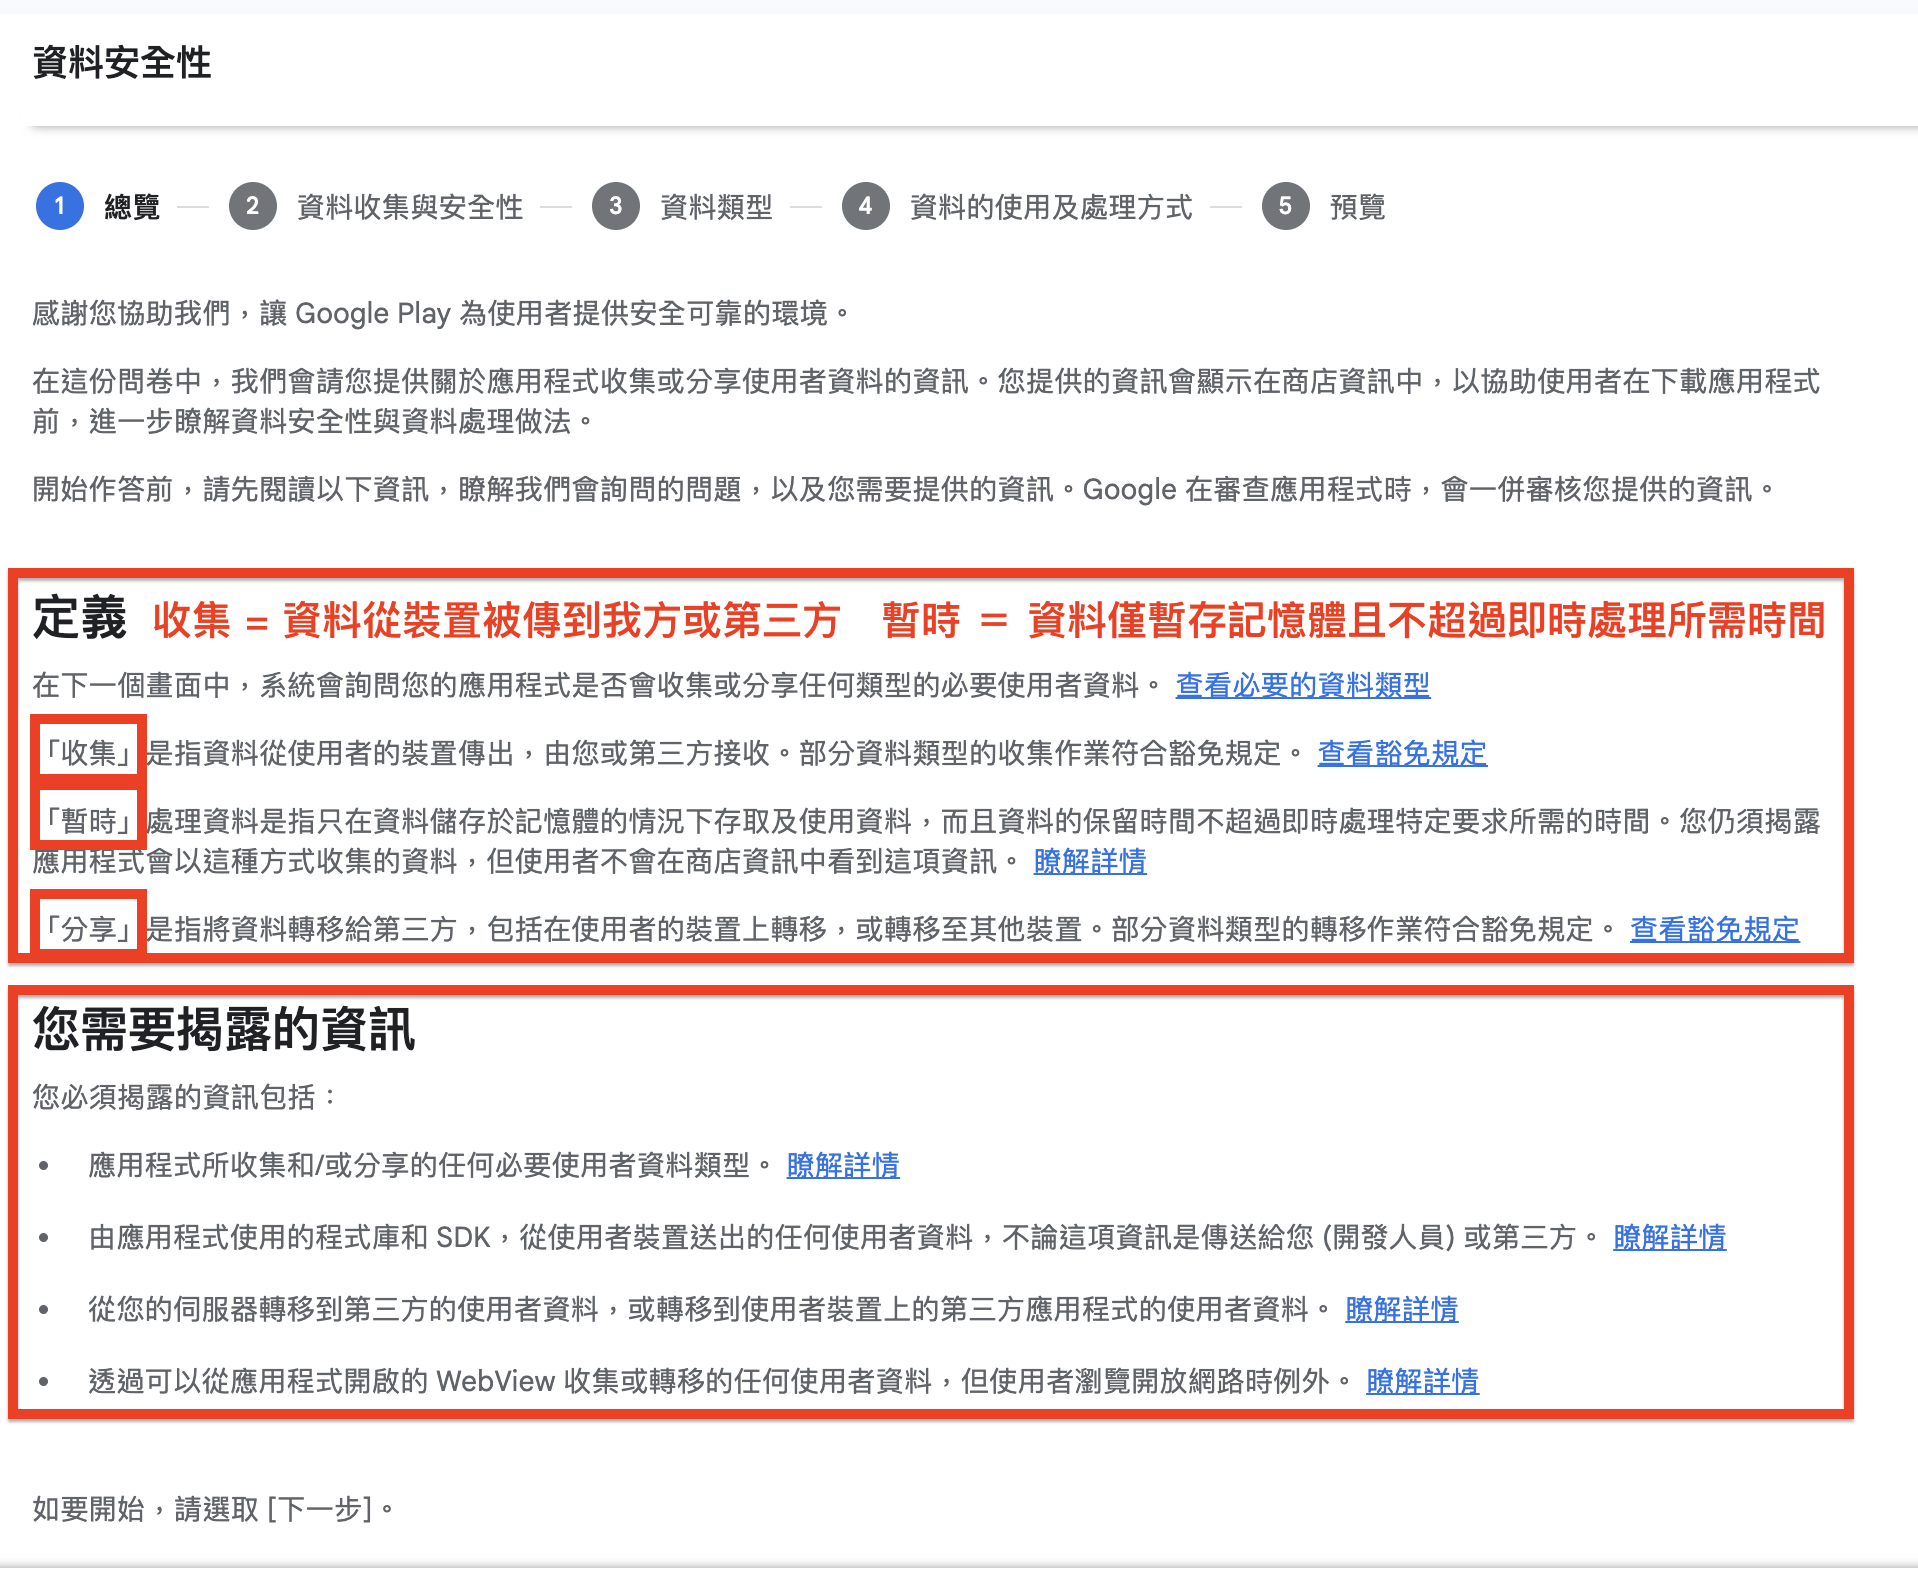 資料安全性
1 總覽 2 資料收集與安全性 3 資料類型 4 資料的使用及處理方式 5 預覽
感謝您協助我們，讓 Google Play 為使用者提供安全可靠的環境。
在這份問卷中，我們會請您提供關於應用程式收集或分享使用者資料的資訊。您提供的資訊會顯示在商店資訊中，以協助使用者在下載應用程式
前，進一步瞭解資料安全性與資料處理做法。
開始作答前，請先閱讀以下資訊，瞭解我們會詢問的問題，以及您需要提供的資訊。Google 在審查應用程式時，會一併審核您提供的資訊。
定義 收集 = 資料從裝置被傳到我方或第三方 暫時 ＝ 資料僅暫存記憶體且不超過即時處理所需時間
在下一個畫面中，系統會詢問您的應用程式是否會收集或分享任何類型的必要使用者資料。 查看必要的資料類型
「收集」是指資料從使用者的裝置傳出，由您或第三方接收。部分資料類型的收集作業符合豁免規定。 查看豁免規定
「暫時」處理資料是指只在資料儲存於記憶體的情況下存取及使用資料，而且資料的保留時間不超過即時處理特定要求所需的時間。您仍須揭露
應用程式會以這種方式收集的資料，但使用者不會在商店資訊中看到這項資訊。 瞭解詳情
「分享」是指將資料轉移給第三方，包括在使用者的裝置上轉移，或轉移至其他裝置。部分資料類型的轉移作業符合豁免規定。 查看豁免規定
您需要揭露的資訊
您必須揭露的資訊包括：
• 應用程式所收集和/或分享的任何必要使用者資料類型。 瞭解詳情
• 由應用程式使用的程式庫和 SDK，從使用者裝置送出的任何使用者資料，不論這項資訊是傳送給您 (開發人員) 或第三方。 瞭解詳情
• 從您的伺服器轉移到第三方的使用者資料，或轉移到使用者裝置上的第三方應用程式的使用者資料。 瞭解詳情
• 透過可以從應用程式開啟的 WebView 收集或轉移的任何使用者資料，但使用者瀏覽開放網路時例外。 瞭解詳情
如要開始，請選取 [下一步]。